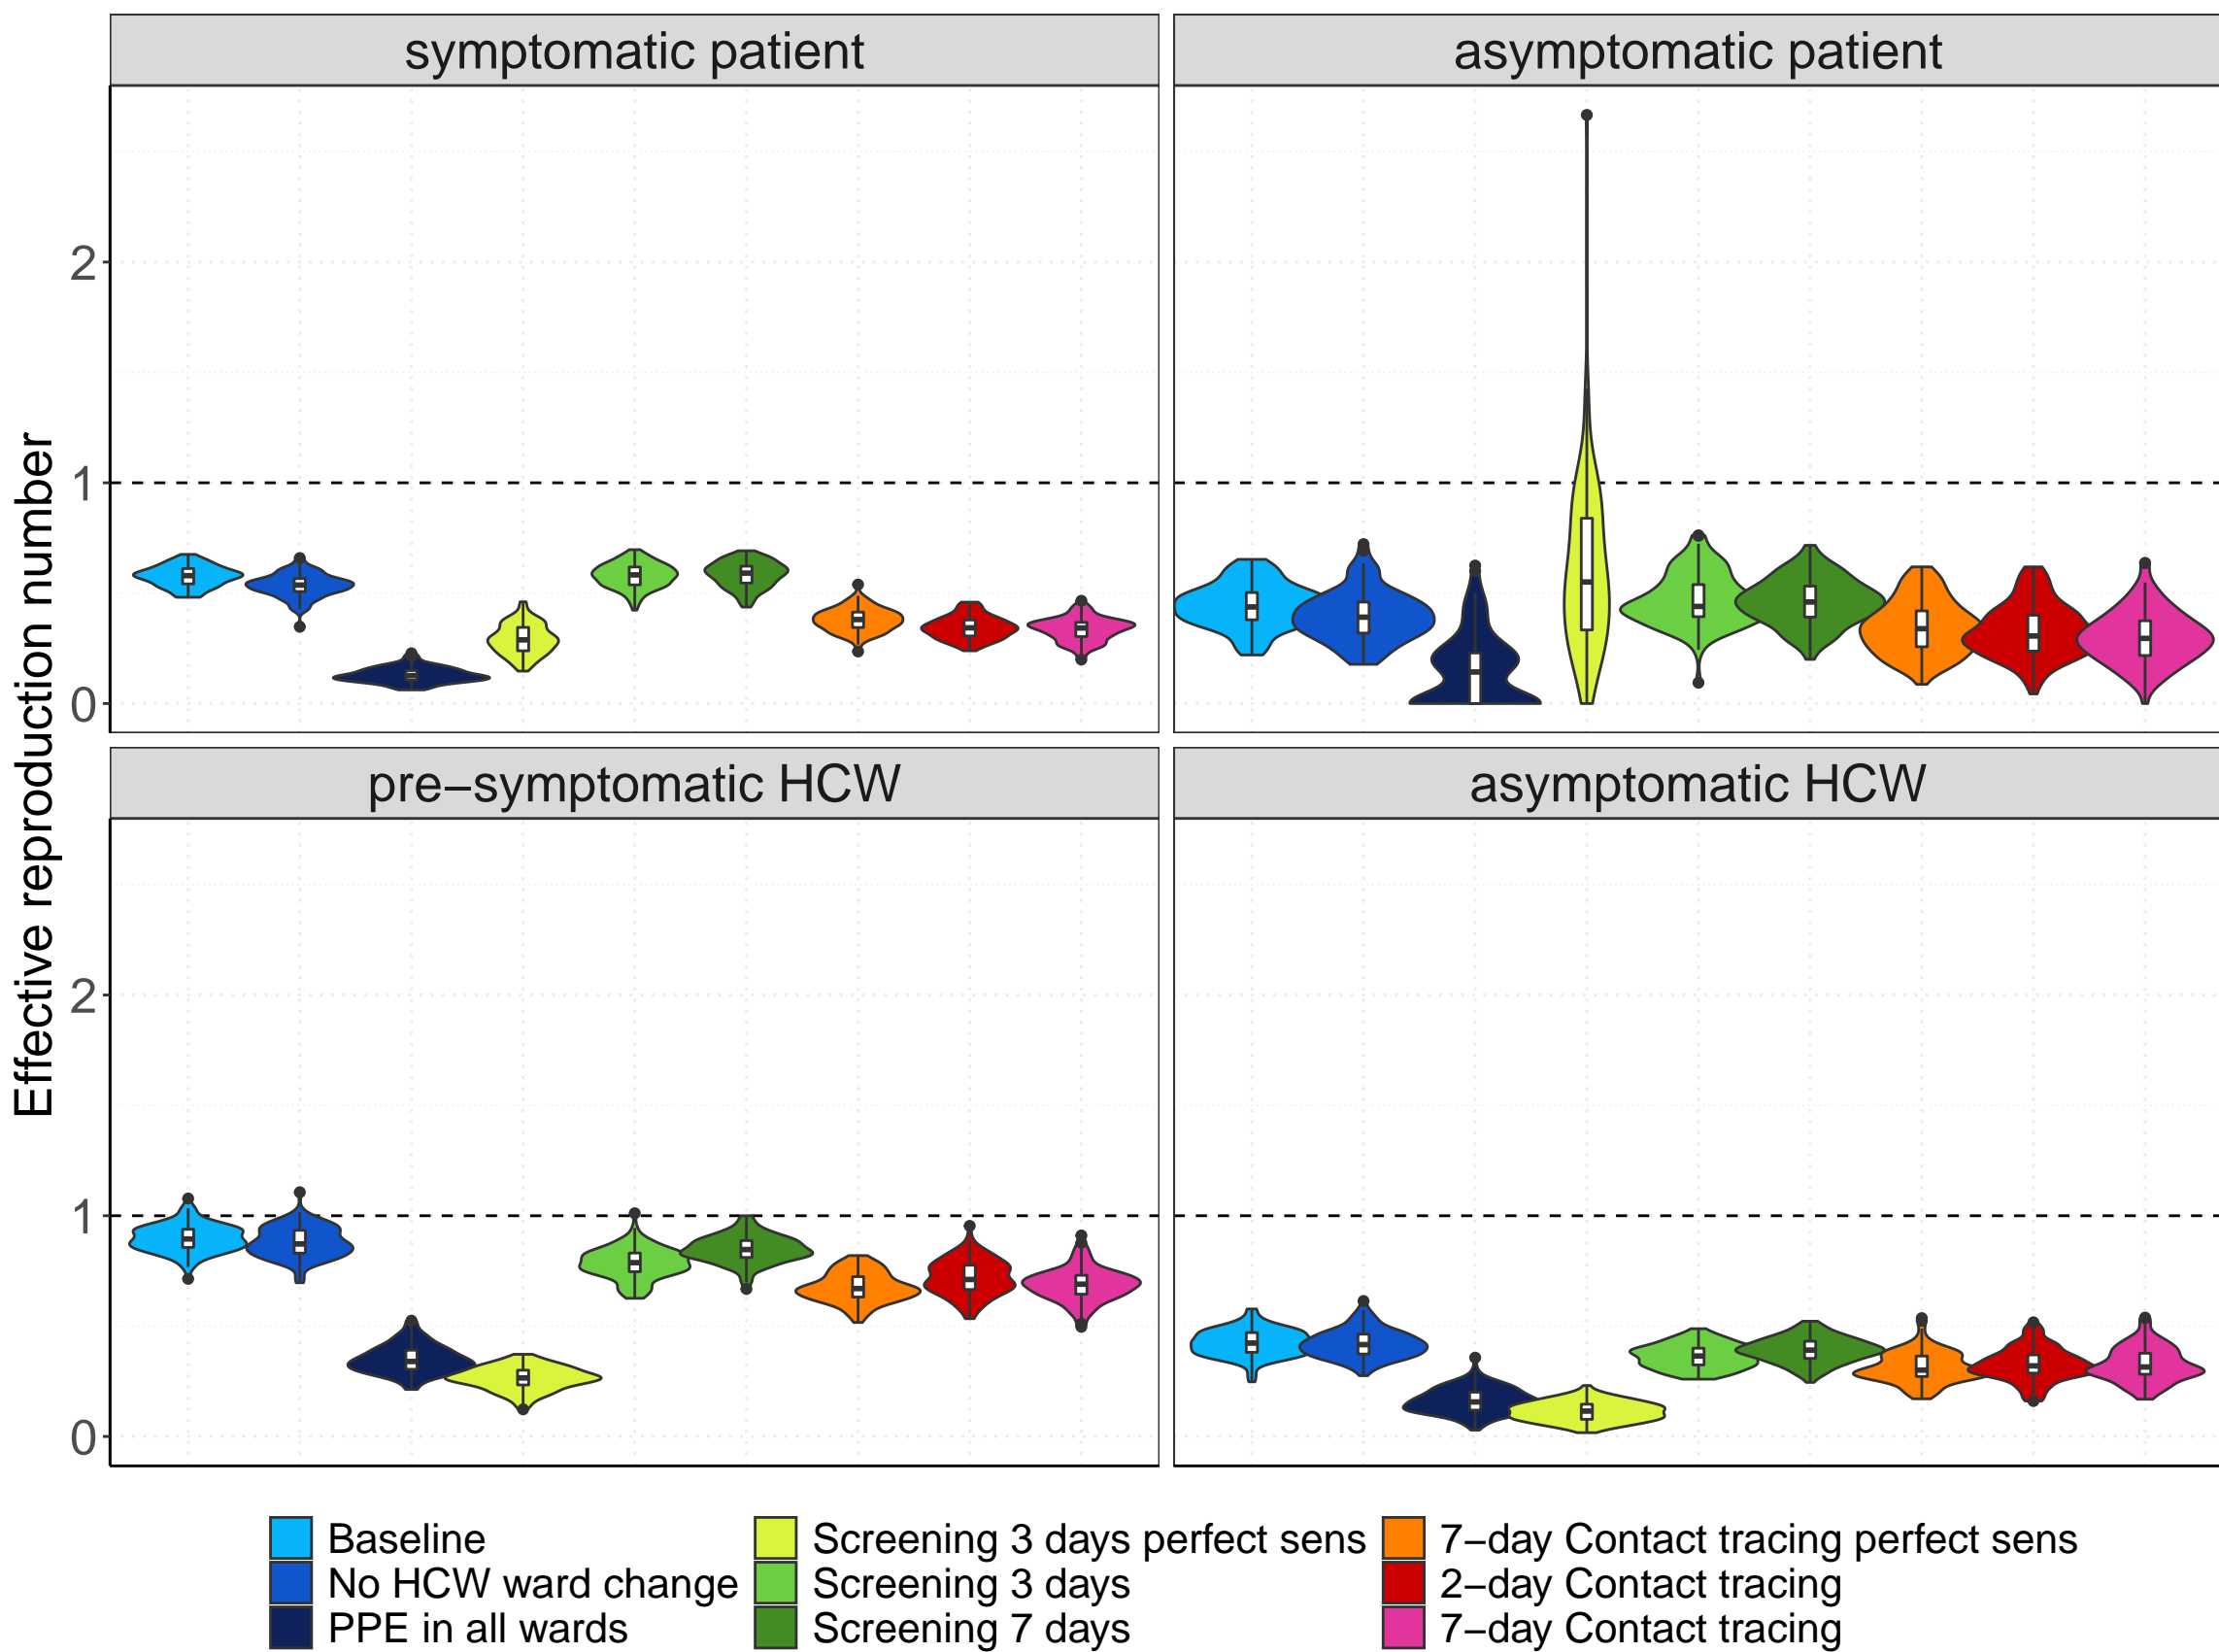 symptomatic patient
asymptomatic patient
2
1
0
pre−symptomatic HCW
asymptomatic HCW
2
1
0
Effective reproduction number
Baseline
No HCW ward change
PPE in all wards
Screening 3 days perfect sens
Screening 3 days
Screening 7 days
7−day Contact tracing perfect sens
2−day Contact tracing
7−day Contact tracing